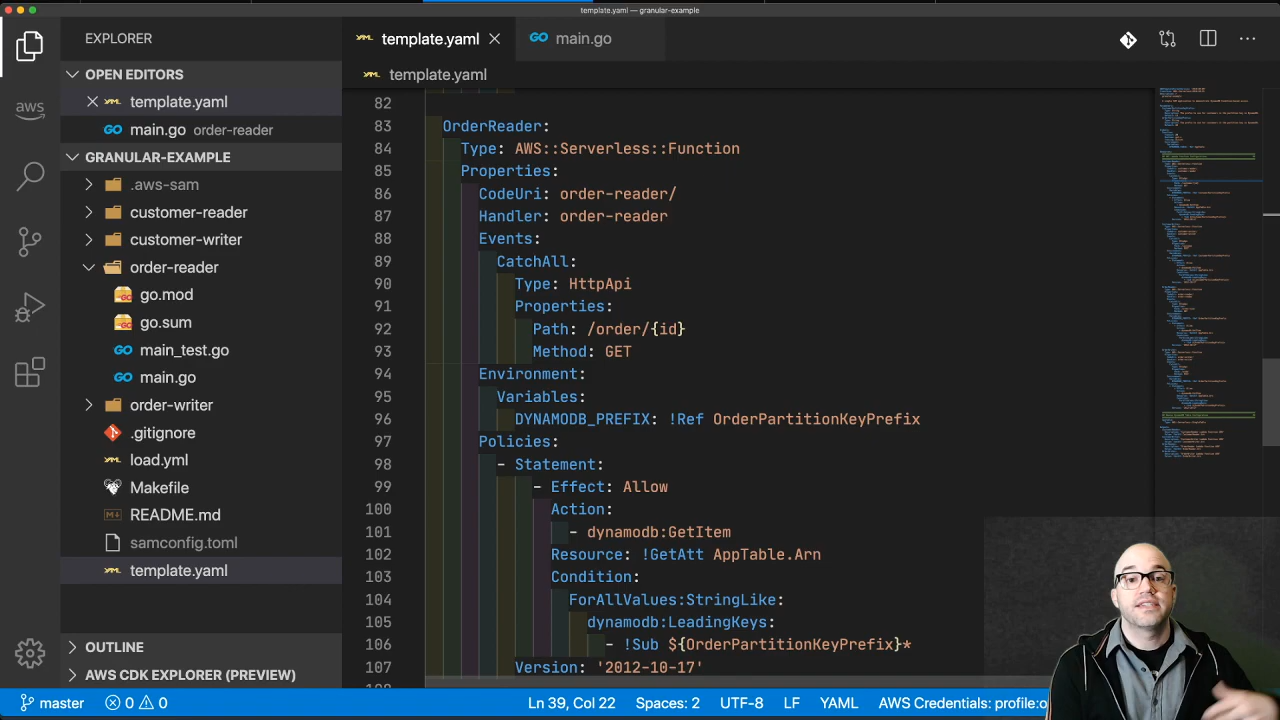 template.yaml — granular-example
EXPLORER
OPEN EDITORS
template.yaml
main.go order-reader
GRANULAR-EXAMPLE
.aws-sam
customer-reader
customer-writer
order-reader
go.mod
go.sum
main_test.go
main.go
order-writer
.gitignore
load.yml
Makefile
README.md
samconfig.toml
template.yaml
OUTLINE
AWS CDK EXPLORER (PREVIEW)
aws
template.yaml
main.go
template.yaml
82
83 OrderReader:
84 Type: AWS::Serverless::Function
85 Properties:
86 CodeUri: order-reader/
87 Handler: order-reader
88 Events:
89 CatchAll:
90 Type: HttpApi
91 Properties:
92 Path: /order/{id}
93 Method: GET
94 Environment:
95 Variables:
96 DYNAMO_PREFIX: !Ref OrderPartitionKeyPrefix
97 Policies:
98 - Statement:
99 - Effect: Allow
100 Action:
101 - dynamodb:GetItem
102 Resource: !GetAtt AppTable.Arn
103 Condition:
104 ForAllValues:StringLike:
105 dynamodb:LeadingKeys:
106 - !Sub ${OrderPartitionKeyPrefix}*
107 Version: '2012-10-17'
master 0 0 Ln 39, Col 22 Spaces: 2 UTF-8 LF YAML AWS Credentials: profile:o